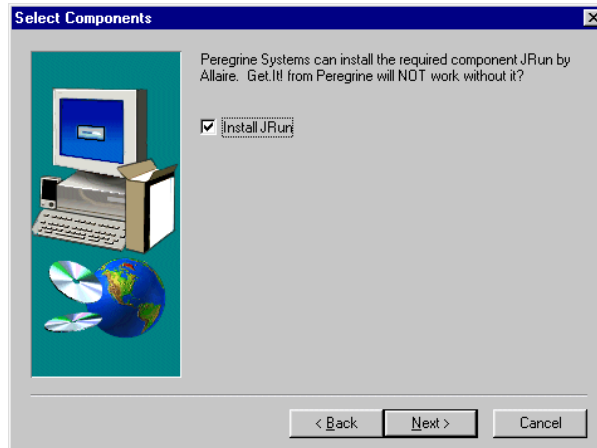 Select Components
Peregrine Systems can install the required component JRun by
Allaire. Get.It! from Peregrine will NOT work without it?
Install JRun
< Back
Next >
Cancel